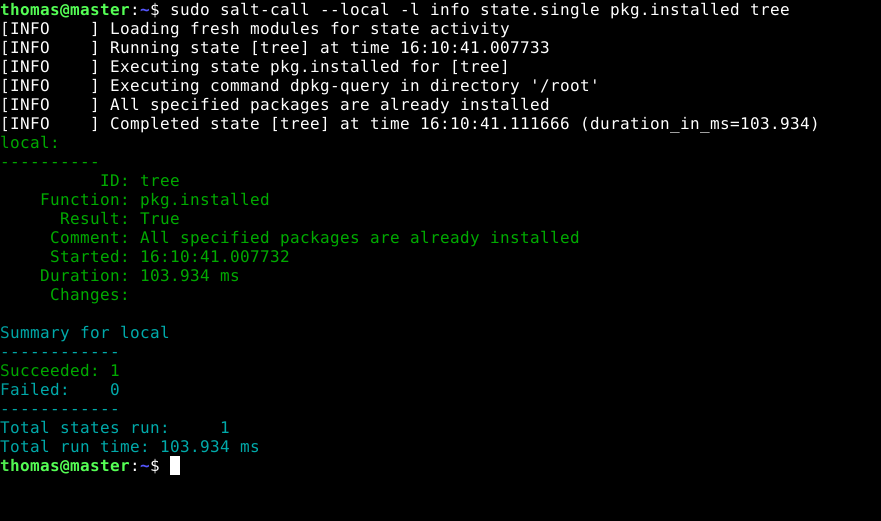 thomas@master:~$ sudo salt-call --local -l info state.single pkg.installed tree
[INFO    ] Loading fresh modules for state activity
[INFO    ] Running state [tree] at time 16:10:41.007733
[INFO    ] Executing state pkg.installed for [tree]
[INFO    ] Executing command dpkg-query in directory '/root'
[INFO    ] All specified packages are already installed
[INFO    ] Completed state [tree] at time 16:10:41.111666 (duration_in_ms=103.934)
local:
----------
          ID: tree
    Function: pkg.installed
      Result: True
     Comment: All specified packages are already installed
     Started: 16:10:41.007732
    Duration: 103.934 ms
     Changes:

Summary for local
------------
Succeeded: 1
Failed:    0
------------
Total states run:     1
Total run time: 103.934 ms
thomas@master:~$